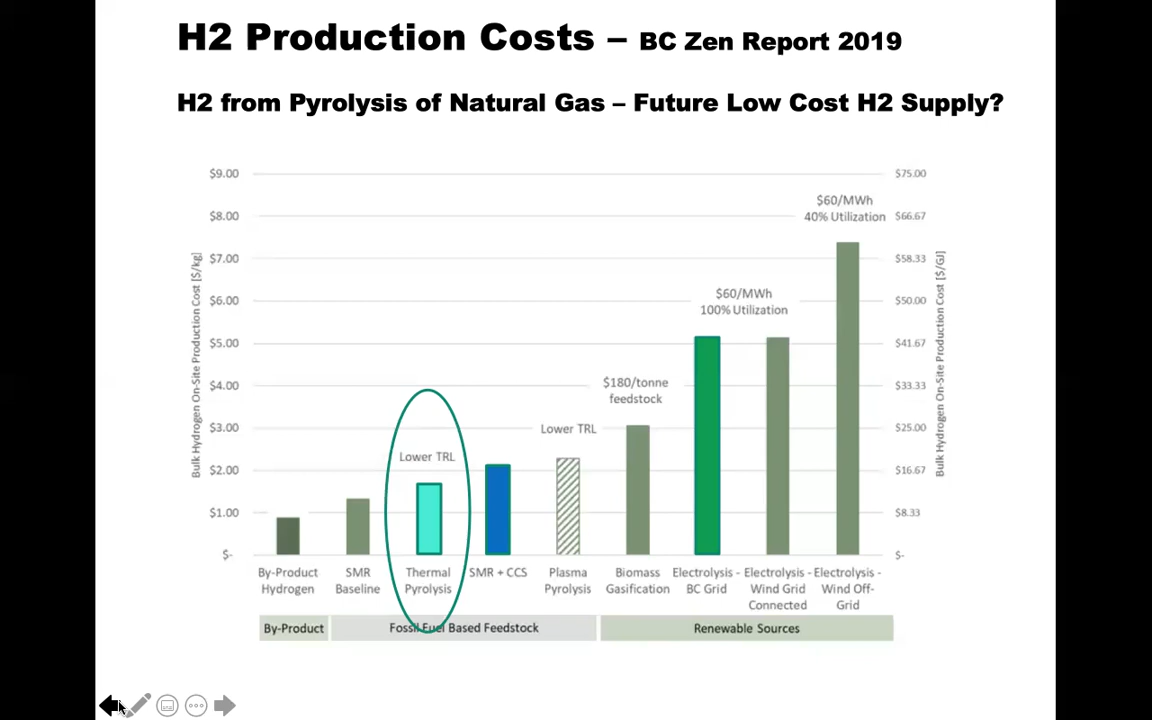 H2 Production Costs – BC Zen Report 2019
H2 from Pyrolysis of Natural Gas – Future Low Cost H2 Supply?
Bulk Hydrogen On-Site Production Cost [$/kg]
$9.00
$8.00
$7.00
$6.00
$5.00
$4.00
$3.00
$2.00
$1.00
$-
Lower TRL
Lower TRL
$180/tonne
feedstock
$60/MWh
100% Utilization
$60/MWh
40% Utilization
$75.00
$66.67
$58.33
$50.00
$41.67
$33.33
$25.00
$16.67
$8.33
$-
Bulk Hydrogen On-Site Production Cost [$/GJ]
By-Product
Hydrogen
SMR
Baseline
Thermal
Pyrolysis
SMR + CCS
Plasma
Pyrolysis
Biomass
Gasification
Electrolysis -
BC Grid
Electrolysis -
Wind Grid
Connected
Electrolysis -
Wind Off-
Grid
By-Product
Fossil Fuel Based Feedstock
Renewable Sources